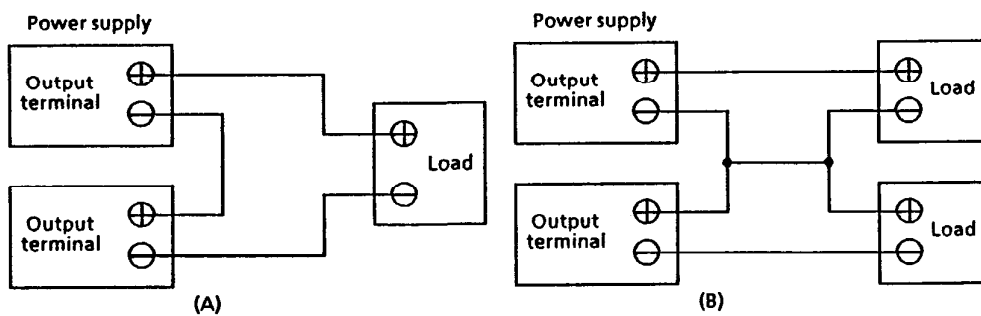 Power supply
Output
terminal
⊕
⊖
Output
terminal
⊕
⊖
⊕
Load
⊖
(A)
Power supply
Output
terminal
⊕
⊖
Output
terminal
⊕
⊖
⊕
Load
⊖
⊕
Load
⊖
(B)